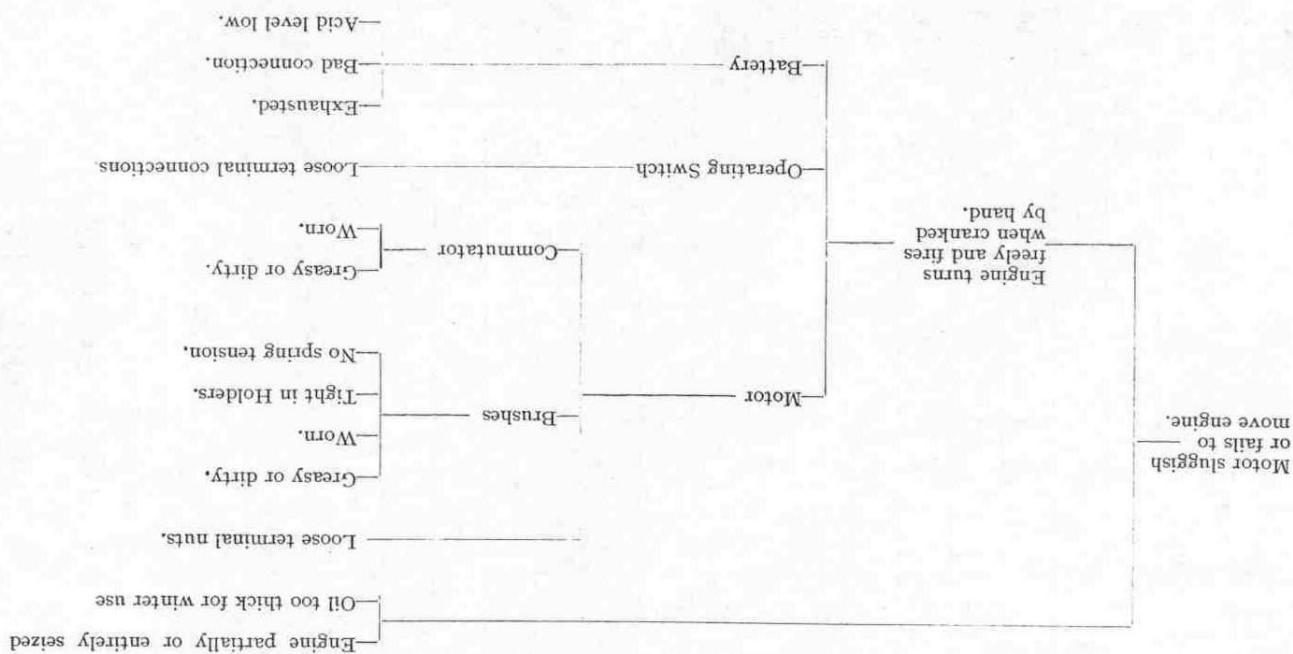 Motor sluggish
or fails to
move engine.
Engine partially or entirely seized
Oil too thick for winter use
Engine turns
freely and fires
when cranked
by hand.
Motor
Loose terminal nuts.
Brushes
Greasy or dirty.
Worn.
Tight in Holders.
No spring tension.
Commutator
Greasy or dirty.
Worn.
Operating Switch
Loose terminal connections.
Battery
Exhausted.
Bad connection.
Acid level low.